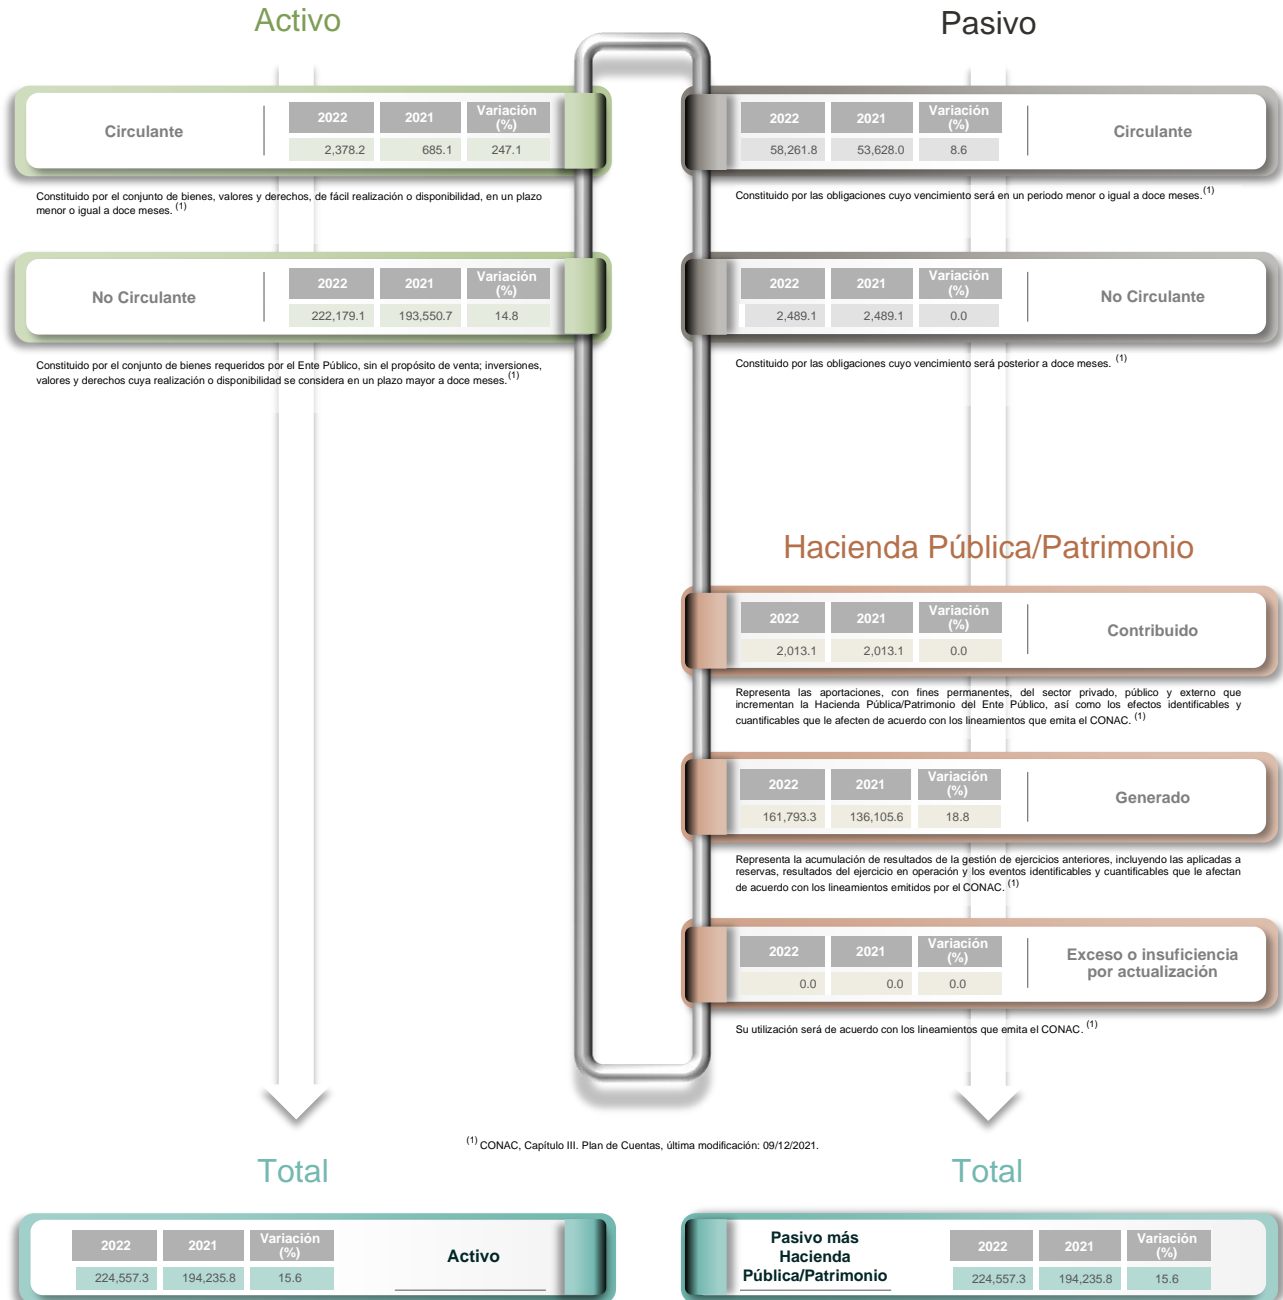 Activo
Circulante
2022 2021 Variación (%)
2,378.2 685.1 247.1
Constituido por el conjunto de bienes, valores y derechos, de fácil realización o disponibilidad, en un plazo
menor o igual a doce meses. (1)
No Circulante
2022 2021 Variación (%)
222,179.1 193,550.7 14.8
Constituido por el conjunto de bienes requeridos por el Ente Público, sin el propósito de venta; inversiones,
valores y derechos cuya realización o disponibilidad se considera en un plazo mayor a doce meses. (1)
Pasivo
2022 2021 Variación (%)
58,261.8 53,628.0 8.6
Circulante
Constituido por las obligaciones cuyo vencimiento será en un periodo menor o igual a doce meses. (1)
2022 2021 Variación (%)
2,489.1 2,489.1 0.0
No Circulante
Constituido por las obligaciones cuyo vencimiento será posterior a doce meses. (1)
Hacienda Pública/Patrimonio
2022 2021 Variación (%)
2,013.1 2,013.1 0.0
Contribuido
Representa las aportaciones, con fines permanentes, del sector privado, público y externo que
incrementan la Hacienda Pública/Patrimonio del Ente Público, así como los efectos identificables y
cuantificables que le afecten de acuerdo con los lineamientos que emita el CONAC. (1)
2022 2021 Variación (%)
161,793.3 136,105.6 18.8
Generado
Representa la acumulación de resultados de la gestión de ejercicios anteriores, incluyendo las aplicadas a
reservas, resultados del ejercicio en operación y los eventos identificables y cuantificables que le afectan
de acuerdo con los lineamientos emitidos por el CONAC. (1)
2022 2021 Variación (%)
0.0 0.0 0.0
Exceso o insuficiencia
por actualización
Su utilización será de acuerdo con los lineamientos que emita el CONAC. (1)
(1) CONAC, Capítulo III. Plan de Cuentas, última modificación: 09/12/2021.
Total
2022 2021 Variación (%)
224,557.3 194,235.8 15.6
Activo
Total
Pasivo más
Hacienda
Pública/Patrimonio
2022 2021 Variación (%)
224,557.3 194,235.8 15.6